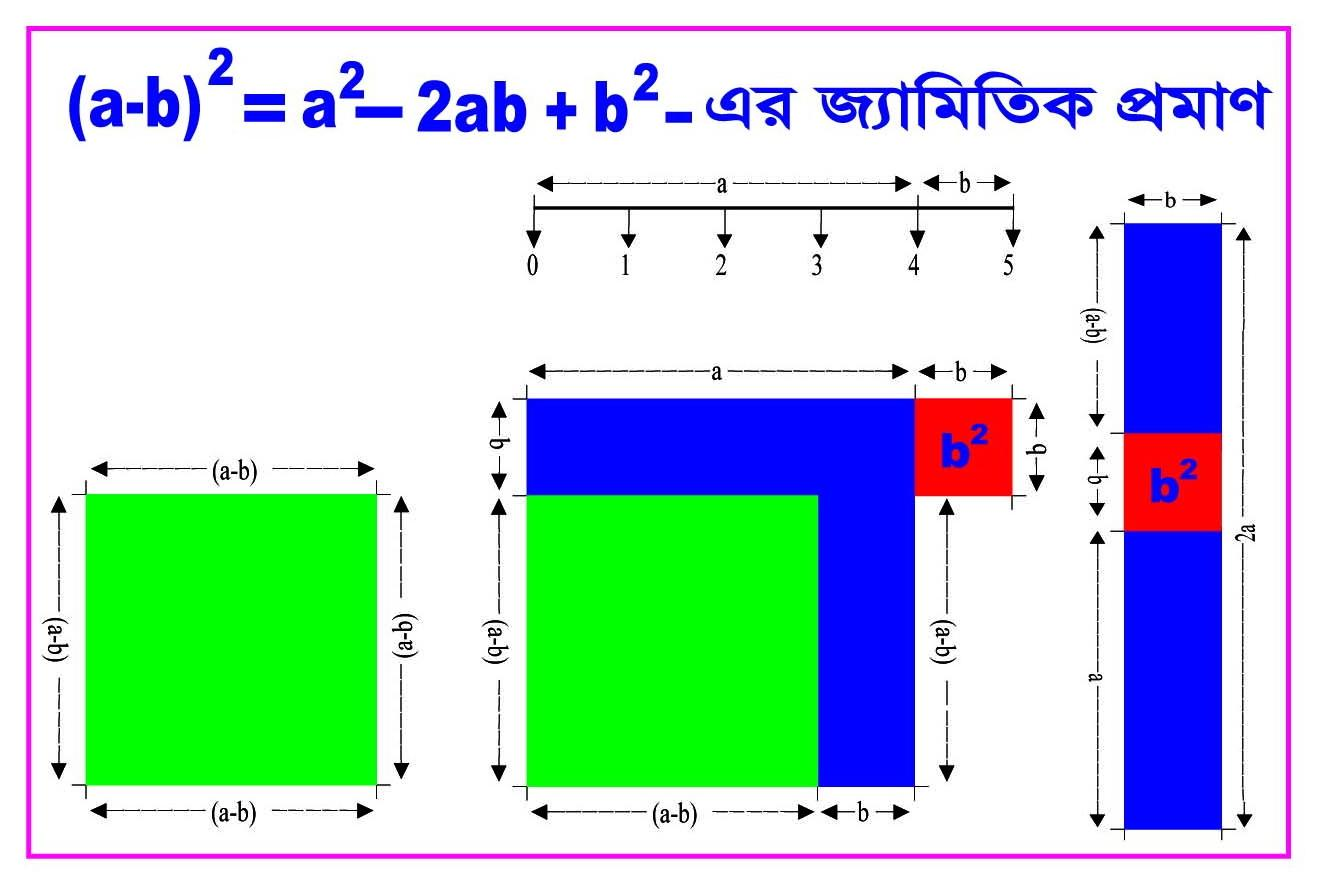 (a-b)² = a² – 2ab + b² - এর জ্যামিতিক প্রমাণ
a b
0 1 2 3 4 5
b
(a-b)
a b
b
b²
b
b
b²
2a
(a-b)
(a-b)
(a-b)
(a-b)
(a-b)
a
(a-b)
(a-b) b